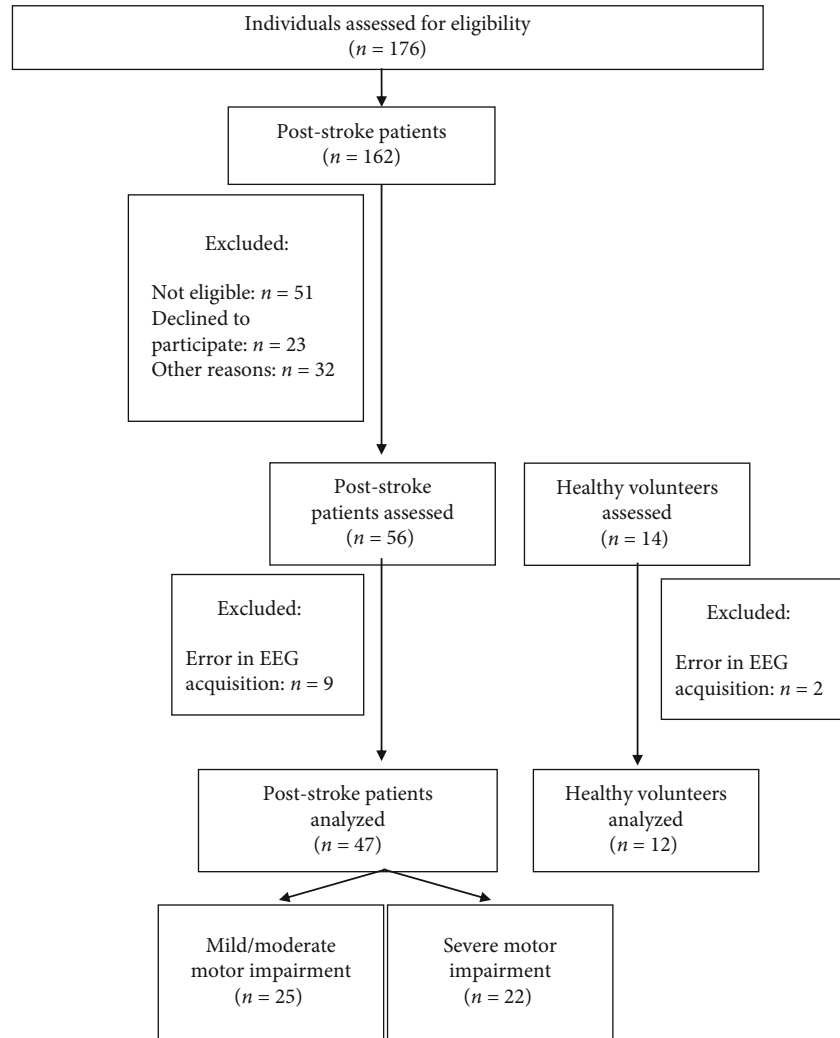 Individuals assessed for eligibility
(n = 176)
Post-stroke patients
(n = 162)
Excluded:
Not eligible: n = 51
Declined to
participate: n = 23
Other reasons: n = 32
Post-stroke
patients assessed
(n = 56)
Healthy volunteers
assessed
(n = 14)
Excluded:
Error in EEG
acquisition: n = 9
Excluded:
Error in EEG
acquisition: n = 2
Post-stroke patients
analyzed
(n = 47)
Healthy volunteers
analyzed
(n = 12)
Mild/moderate
motor impairment
(n = 25)
Severe motor
impairment
(n = 22)